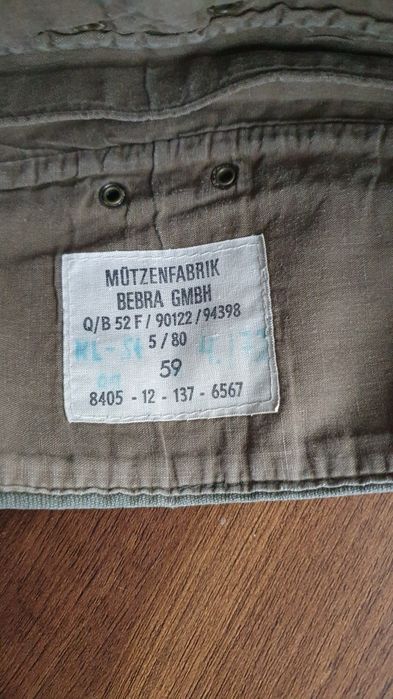 MÜTZENFABRIK
BEBRA GMBH
Q/B 52 F / 90122 / 94398
5 / 80
59
8405 - 12 - 137 - 6567